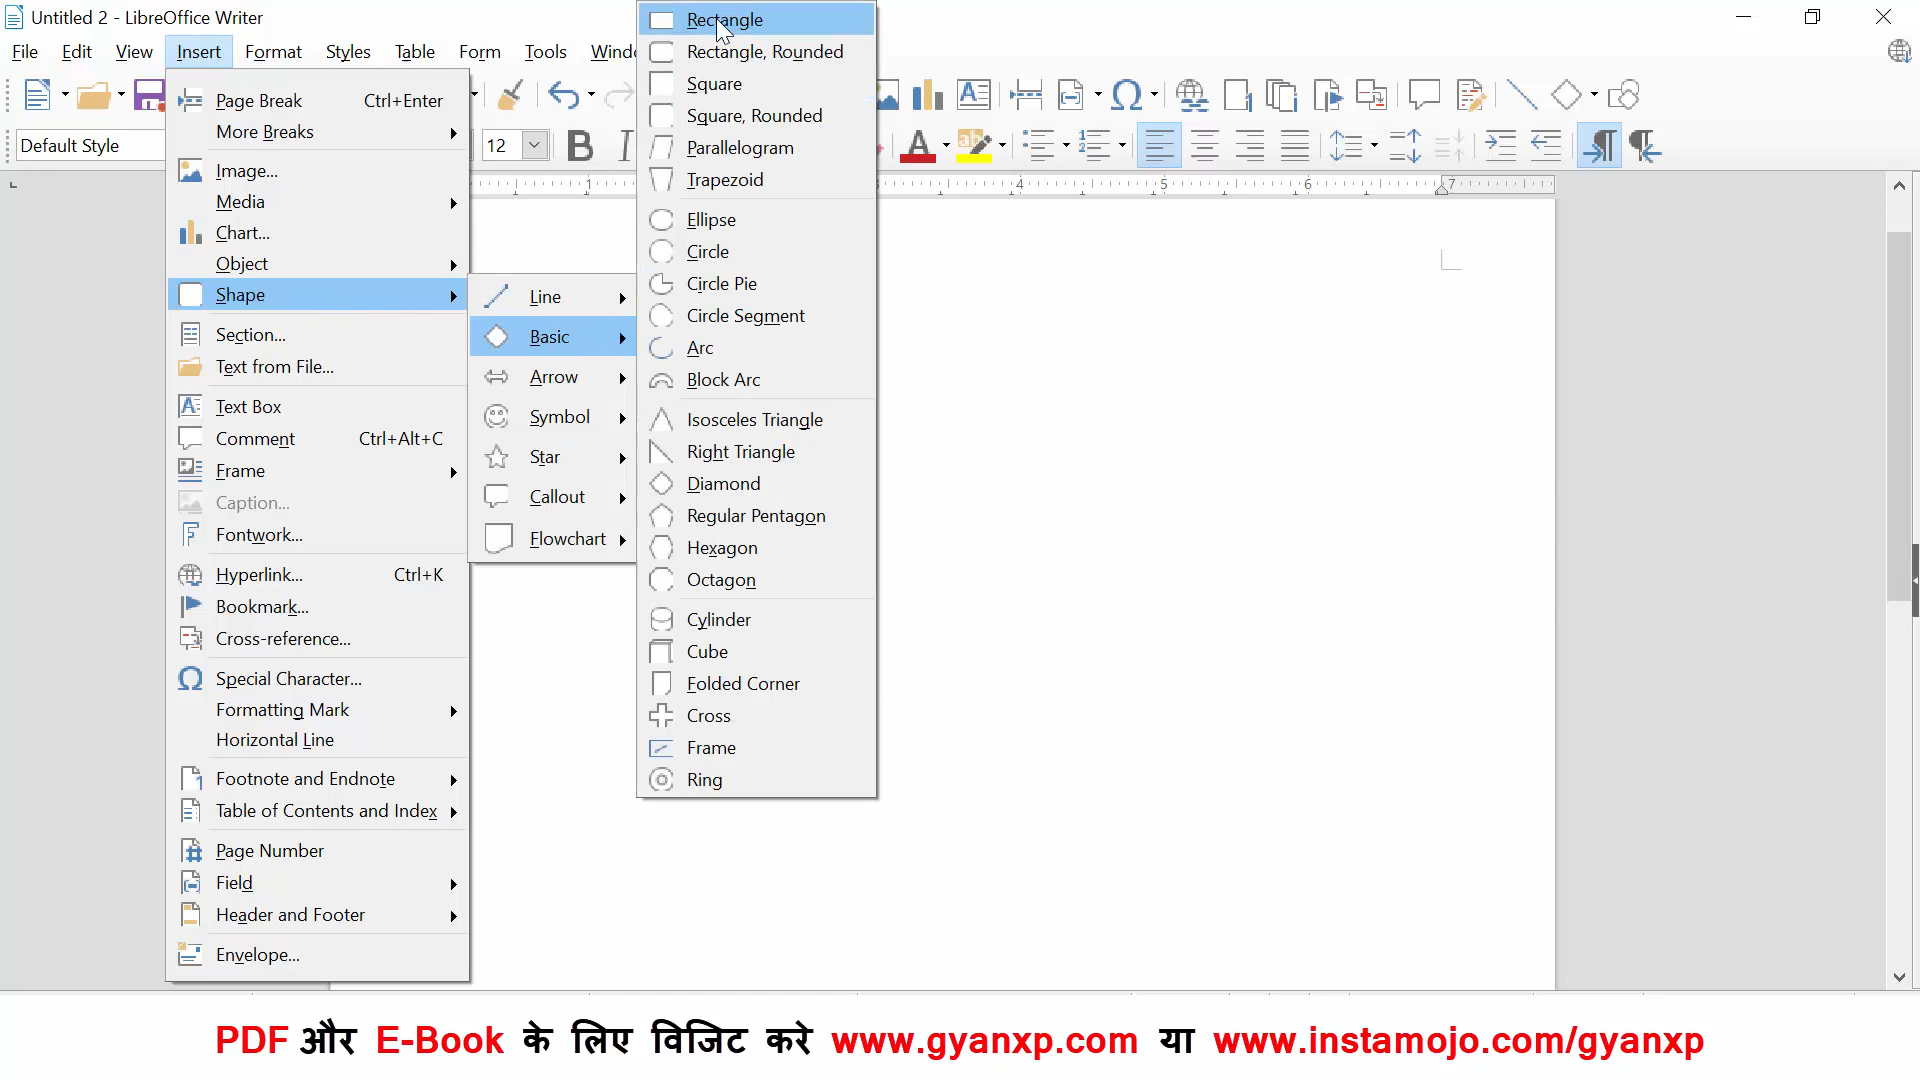 Untitled 2 - LibreOffice Writer
File Edit View Insert Format Styles Table Form Tools
Default Style
12
1 4 5 6 7
Page Break Ctrl+Enter
More Breaks
Image...
Media
Chart...
Object
Shape
Section...
Text from File...
Text Box
Comment Ctrl+Alt+C
Frame
Caption...
Fontwork...
Hyperlink... Ctrl+K
Bookmark...
Cross-reference...
Special Character...
Formatting Mark
Horizontal Line
Footnote and Endnote
Table of Contents and Index
Page Number
Field
Header and Footer
Envelope...
Line
Basic
Arrow
Symbol
Star
Callout
Flowchart
Rectangle
Rectangle, Rounded
Square
Square, Rounded
Parallelogram
Trapezoid
Ellipse
Circle
Circle Pie
Circle Segment
Arc
Block Arc
Isosceles Triangle
Right Triangle
Diamond
Regular Pentagon
Hexagon
Octagon
Cylinder
Cube
Folded Corner
Cross
Frame
Ring
PDF और E-Book के लिए विजिट करे www.gyanxp.com या www.instamojo.com/gyanxp